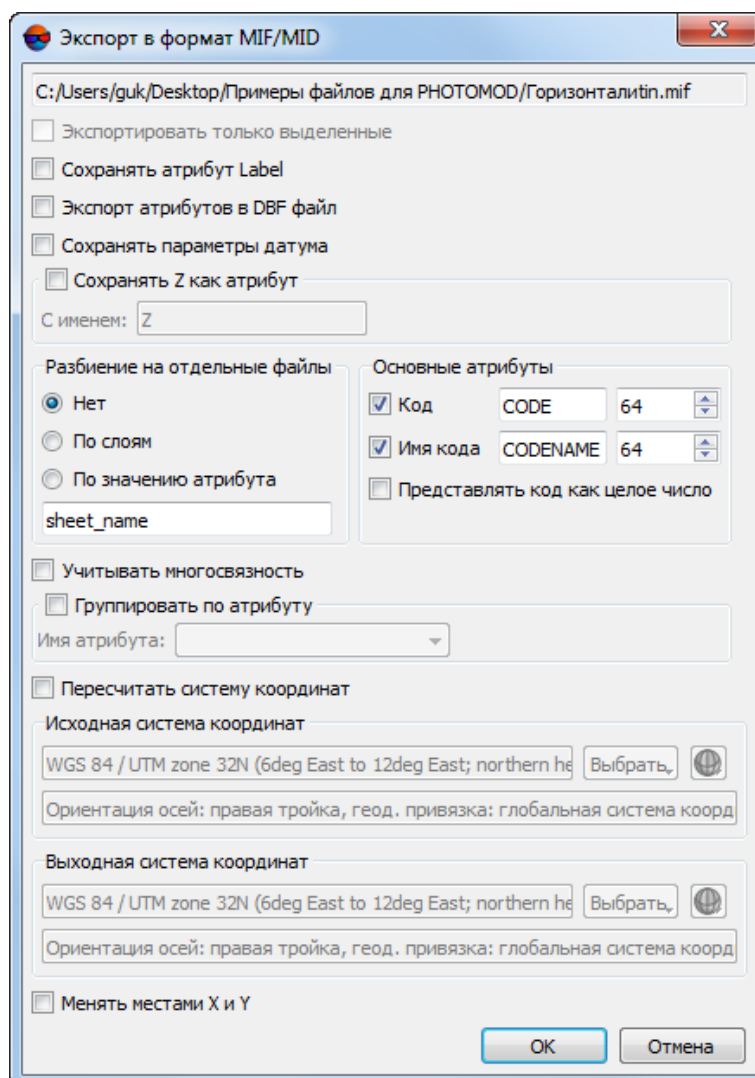 Экспорт в формат MIF/MID
C:/Users/guk/Desktop/Примеры файлов для PHOTOMOD/Горизонталиtin.mif
Экспортировать только выделенные
Сохранять атрибут Label
Экспорт атрибутов в DBF файл
Сохранять параметры датума
Сохранять Z как атрибут
С именем: Z
Разбиение на отдельные файлы
Нет
По слоям
По значению атрибута
sheet_name
Основные атрибуты
Код CODE 64
Имя кода CODENAME 64
Представлять код как целое число
Учитывать многосвязность
Группировать по атрибуту
Имя атрибута:
Пересчитать систему координат
Исходная система координат
WGS 84 / UTM zone 32N (6deg East to 12deg East; northern he Выбрать
Ориентация осей: правая тройка, геод. привязка: глобальная система коорд
Выходная система координат
WGS 84 / UTM zone 32N (6deg East to 12deg East; northern he Выбрать
Ориентация осей: правая тройка, геод. привязка: глобальная система коорд
Менять местами X и Y
OK Отмена